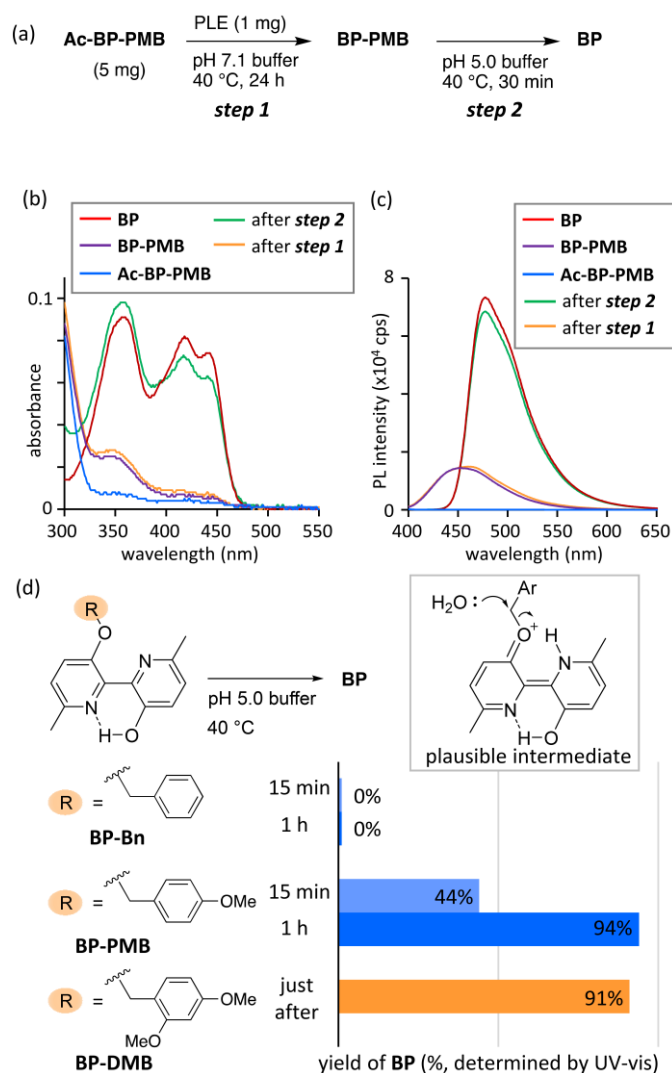 (a)
Ac-BP-PMB
(5 mg)
PLE (1 mg)
pH 7.1 buffer
40 °C, 24 h
step 1
BP-PMB
pH 5.0 buffer
40 °C, 30 min
step 2
BP
(b)
BP
BP-PMB
Ac-BP-PMB
after step 2
after step 1
0.1
0
absorbance
300 350 400 450 500 550
wavelength (nm)
(c)
BP
BP-PMB
Ac-BP-PMB
after step 2
after step 1
8
0
PL intensity (x10⁴ cps)
400 450 500 550 600 650
wavelength (nm)
(d)
R
O
N
N
H
O
pH 5.0 buffer
40 °C
BP
Ar
H₂O:
O⁺
H
N
N
H
O
plausible intermediate
R =
BP-Bn
15 min
0%
1 h
0%
R =
OMe
BP-PMB
15 min
44%
1 h
94%
R =
OMe
MeO
BP-DMB
just
after
91%
yield of BP (%, determined by UV-vis)